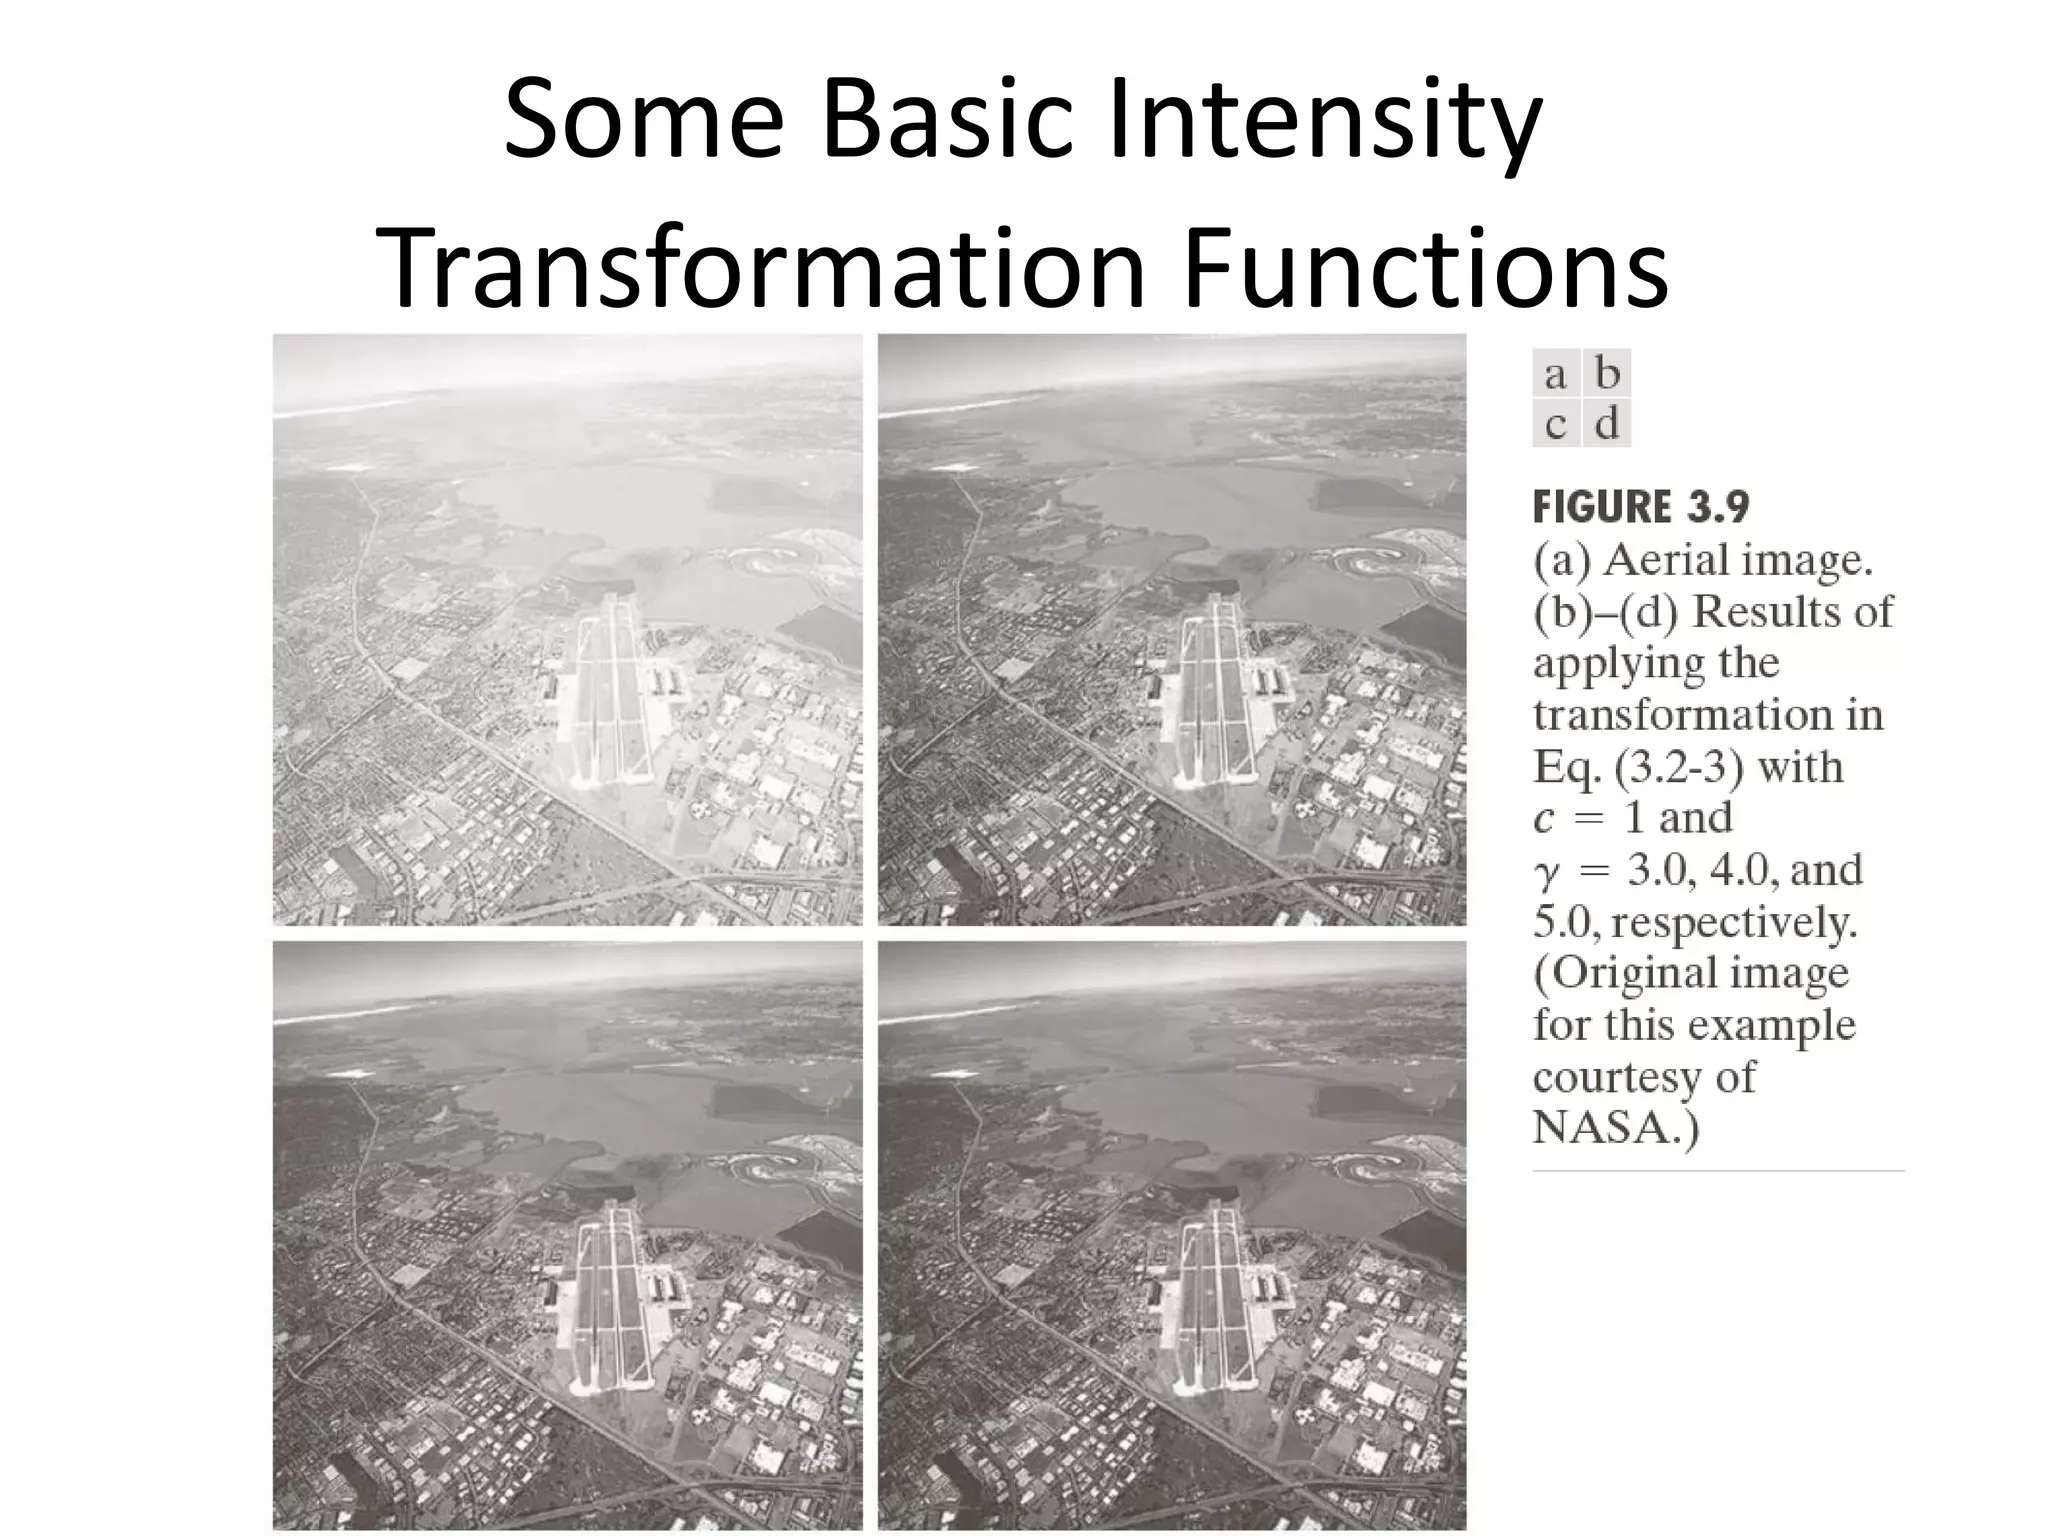 Some Basic Intensity
Transformation Functions
a b
c d
FIGURE 3.9
(a) Aerial image.
(b)–(d) Results of
applying the
transformation in
Eq. (3.2-3) with
c = 1 and
γ = 3.0, 4.0, and
5.0, respectively.
(Original image
for this example
courtesy of
NASA.)